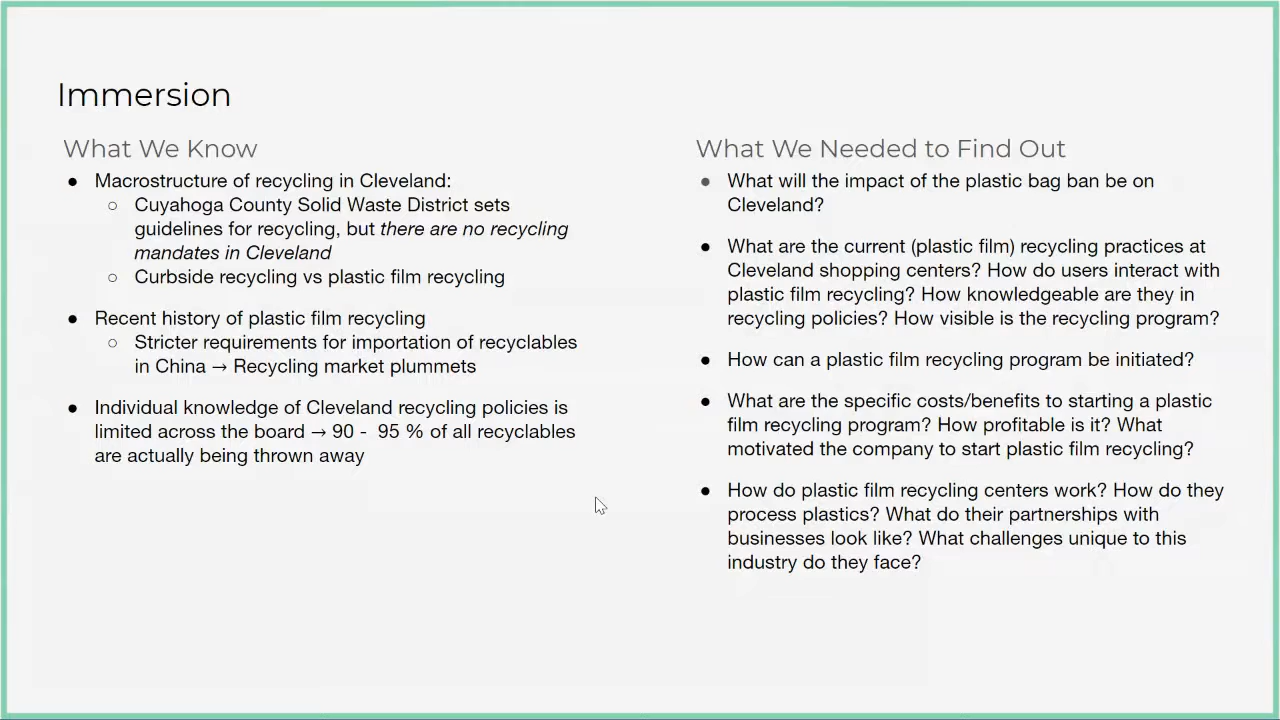 Immersion
What We Know
● Macrostructure of recycling in Cleveland:
○ Cuyahoga County Solid Waste District sets
guidelines for recycling, but there are no recycling
mandates in Cleveland
○ Curbside recycling vs plastic film recycling
● Recent history of plastic film recycling
○ Stricter requirements for importation of recyclables
in China → Recycling market plummets
● Individual knowledge of Cleveland recycling policies is
limited across the board → 90 - 95 % of all recyclables
are actually being thrown away
What We Needed to Find Out
● What will the impact of the plastic bag ban be on
Cleveland?
● What are the current (plastic film) recycling practices at
Cleveland shopping centers? How do users interact with
plastic film recycling? How knowledgeable are they in
recycling policies? How visible is the recycling program?
● How can a plastic film recycling program be initiated?
● What are the specific costs/benefits to starting a plastic
film recycling program? How profitable is it? What
motivated the company to start plastic film recycling?
● How do plastic film recycling centers work? How do they
process plastics? What do their partnerships with
businesses look like? What challenges unique to this
industry do they face?